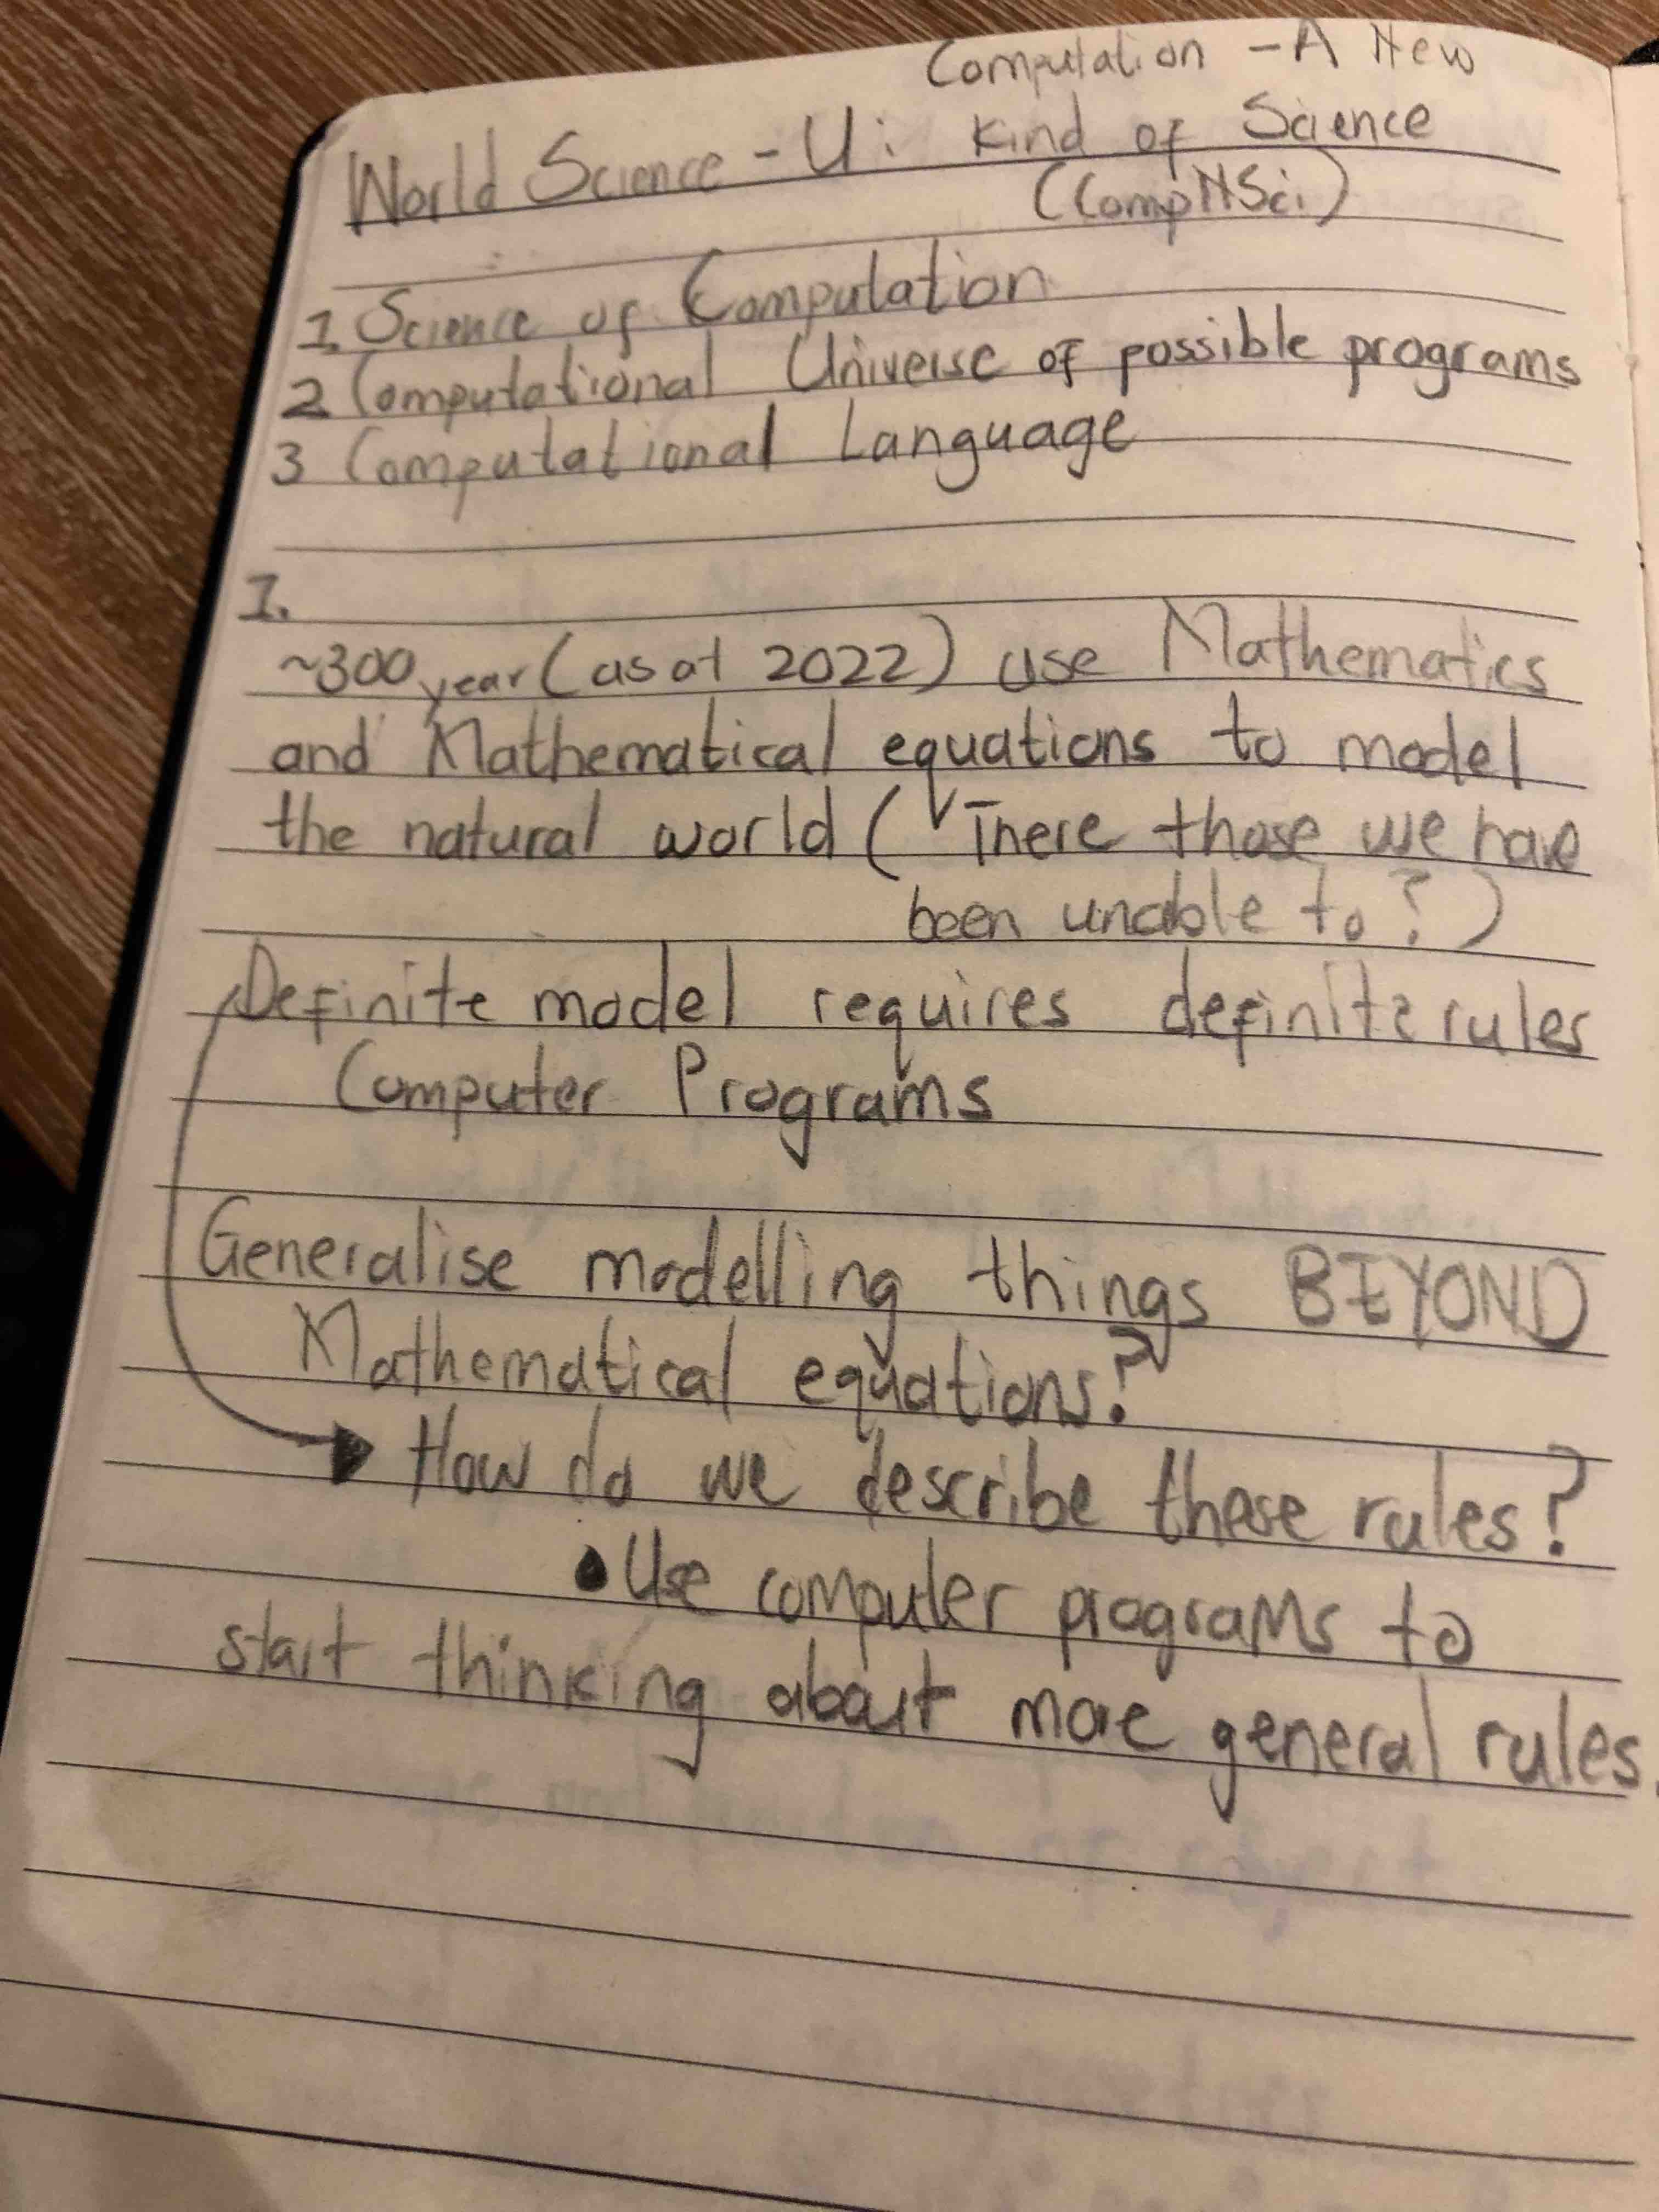 Computation - A New
World Science - U: Kind of Science
(CompNSci)
1. Science of Computation
2 Computational Universe of possible programs
3 Computational Language
1.
~300 year (as at 2022) use Mathematics
and Mathematical equations to model
the natural world ( There those we have
been unable to?)
Definite model requires definite rules
Computer Programs
Generalise modelling things BEYOND
Mathematical equations?
How do we describe these rules?
• Use computer programs to
start thinking about more general rules.